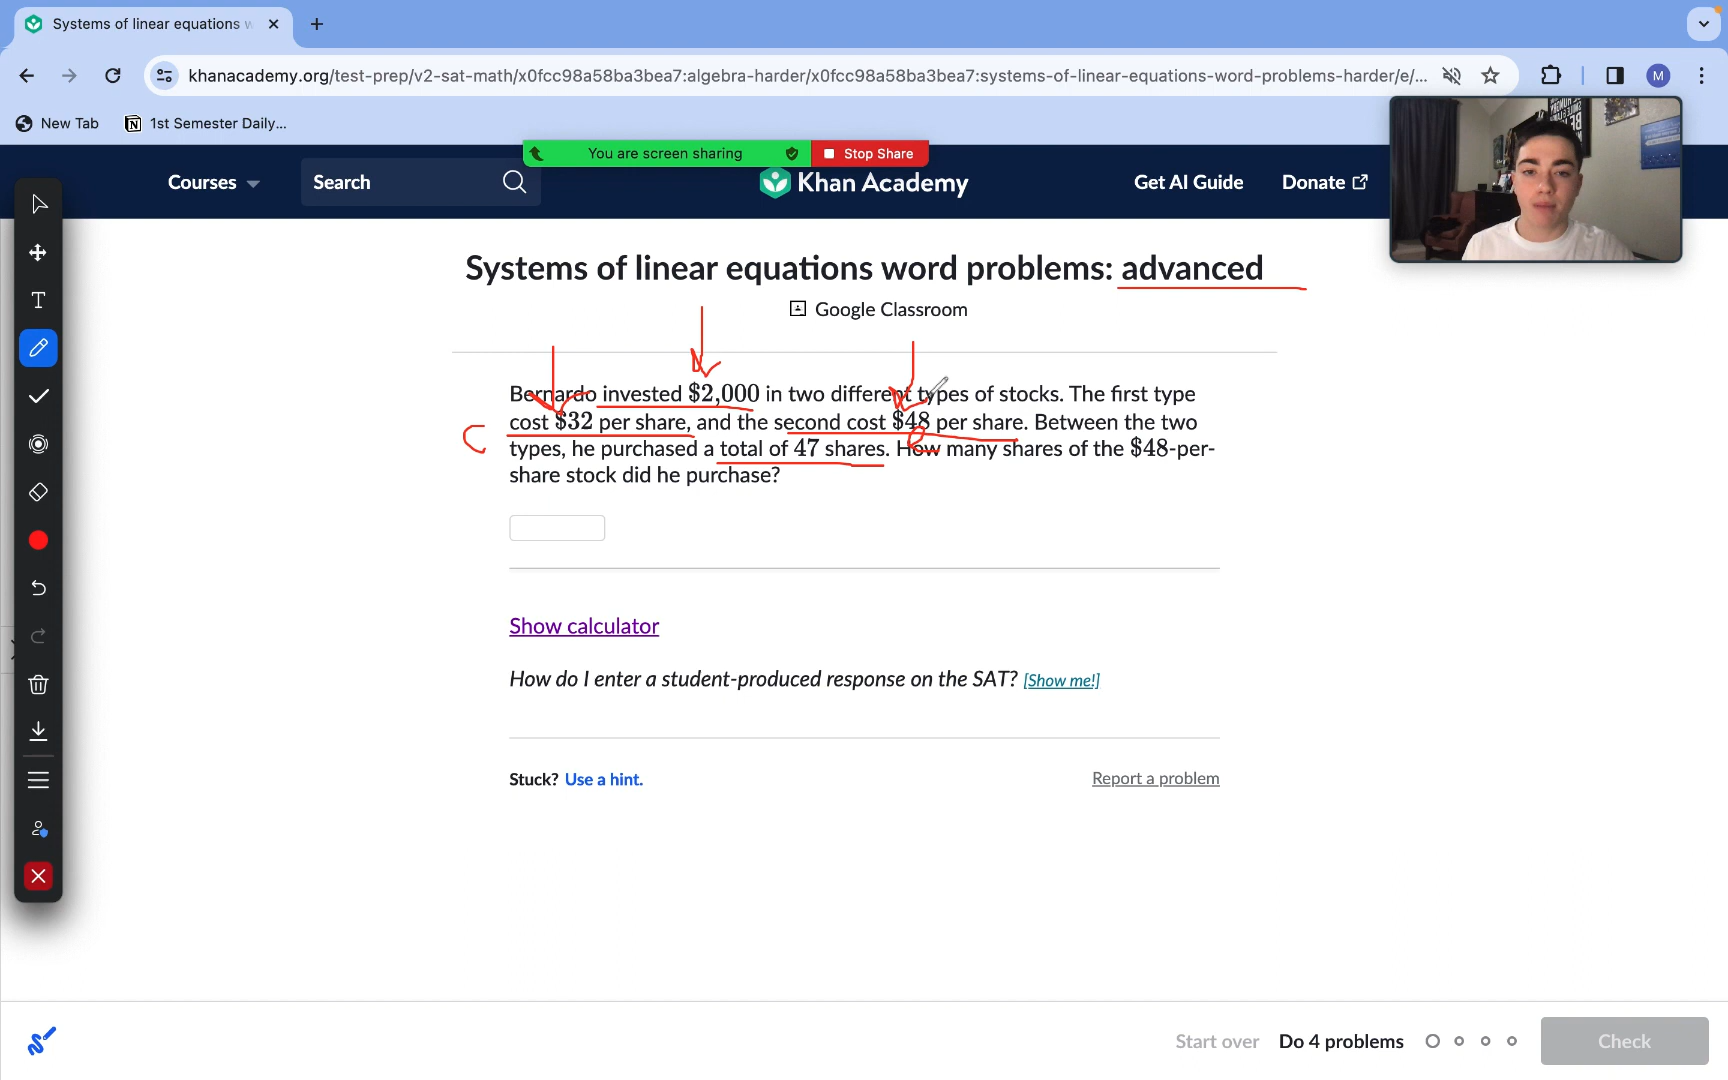 Systems of linear equations w
khanacademy.org/test-prep/v2-sat-math/x0fcc98a58ba3bea7:algebra-harder/x0fcc98a58ba3bea7:systems-of-linear-equations-word-problems-harder/e/...
M
New Tab
1st Semester Daily...
You are screen sharing
Stop Share
Courses
Search
Khan Academy
Get AI Guide
Donate
Systems of linear equations word problems: advanced
Google Classroom
Bernardo invested $2,000 in two different types of stocks. The first type
cost $32 per share, and the second cost $48 per share. Between the two
types, he purchased a total of 47 shares. How many shares of the $48-per-
share stock did he purchase?
Show calculator
How do I enter a student-produced response on the SAT? [Show me!]
Stuck? Use a hint.
Report a problem
Start over
Do 4 problems
Check